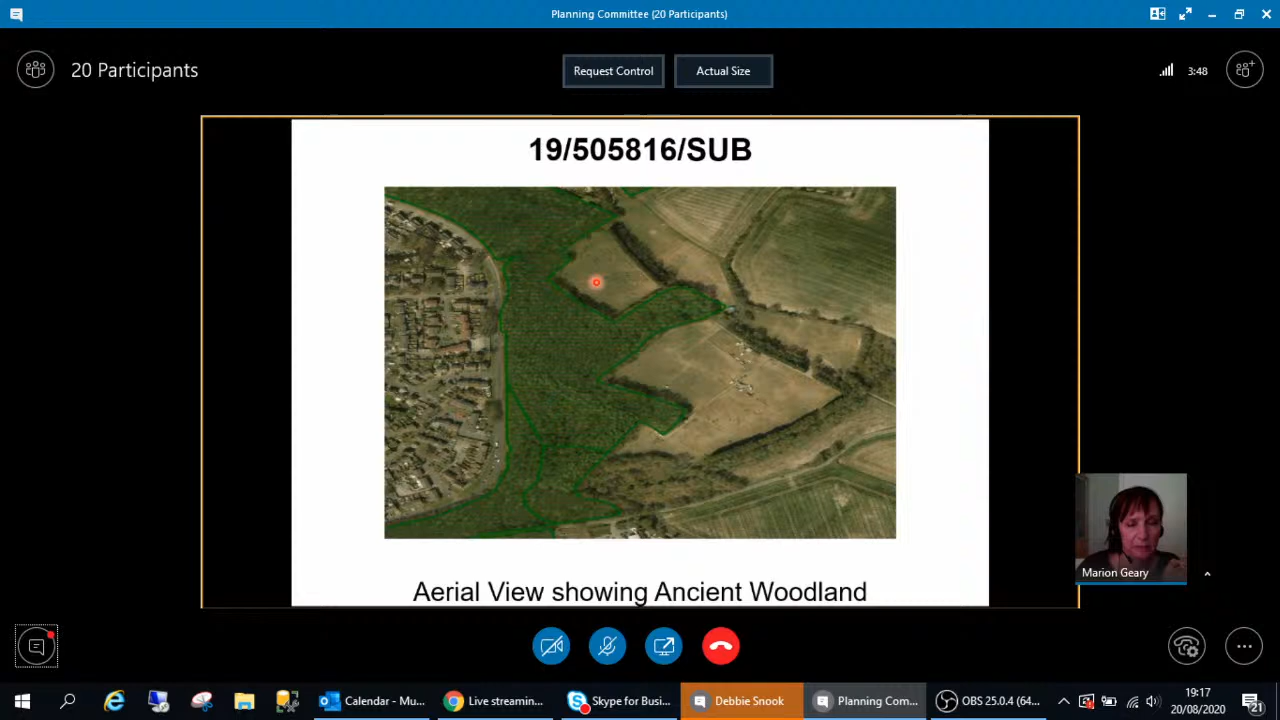 Planning Committee (20 Participants)
20 Participants
Request Control
Actual Size
3:48
19/505816/SUB
Aerial View showing Ancient Woodland
Marion Geary
Calendar - Mu...
Live streamin...
Skype for Busi...
Debbie Snook
Planning Com...
OBS 25.0.4 (64...
19:17
20/08/2020
21